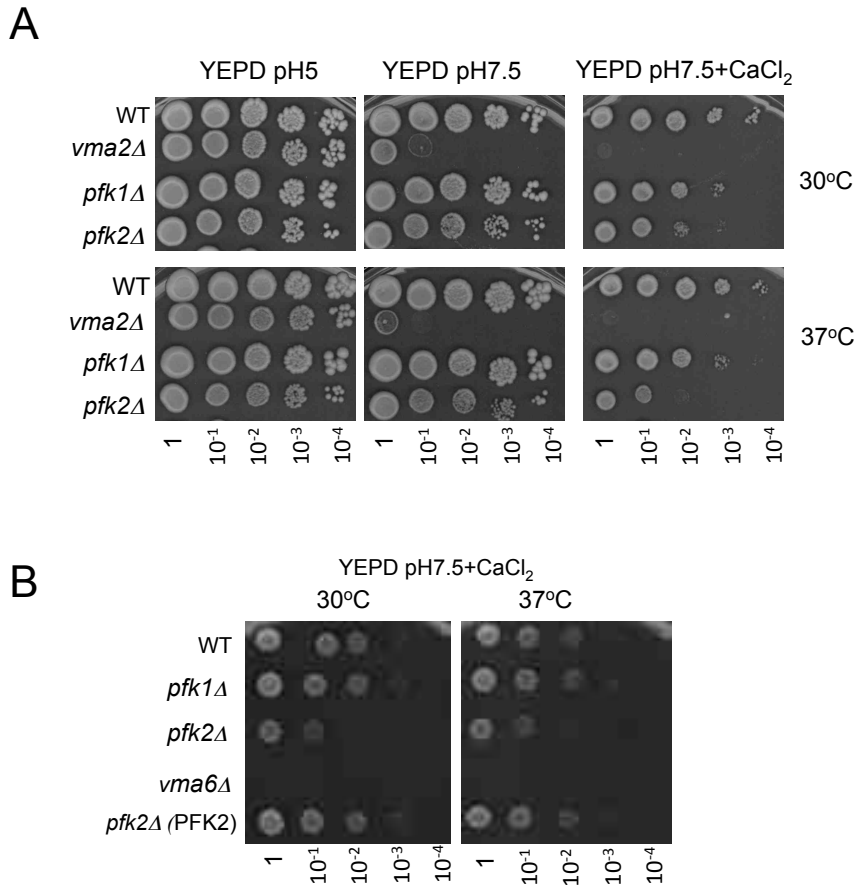 A
YEPD pH5 YEPD pH7.5 YEPD pH7.5+CaCl₂
WT
vma2Δ
pfk1Δ
pfk2Δ
30°C
WT
vma2Δ
pfk1Δ
pfk2Δ
37°C
1 10⁻¹ 10⁻² 10⁻³ 10⁻⁴ 1 10⁻¹ 10⁻² 10⁻³ 10⁻⁴ 1 10⁻¹ 10⁻² 10⁻³ 10⁻⁴
B
YEPD pH7.5+CaCl₂
30°C 37°C
WT
pfk1Δ
pfk2Δ
vma6Δ
pfk2Δ (PFK2)
1 10⁻¹ 10⁻² 10⁻³ 10⁻⁴ 1 10⁻¹ 10⁻² 10⁻³ 10⁻⁴